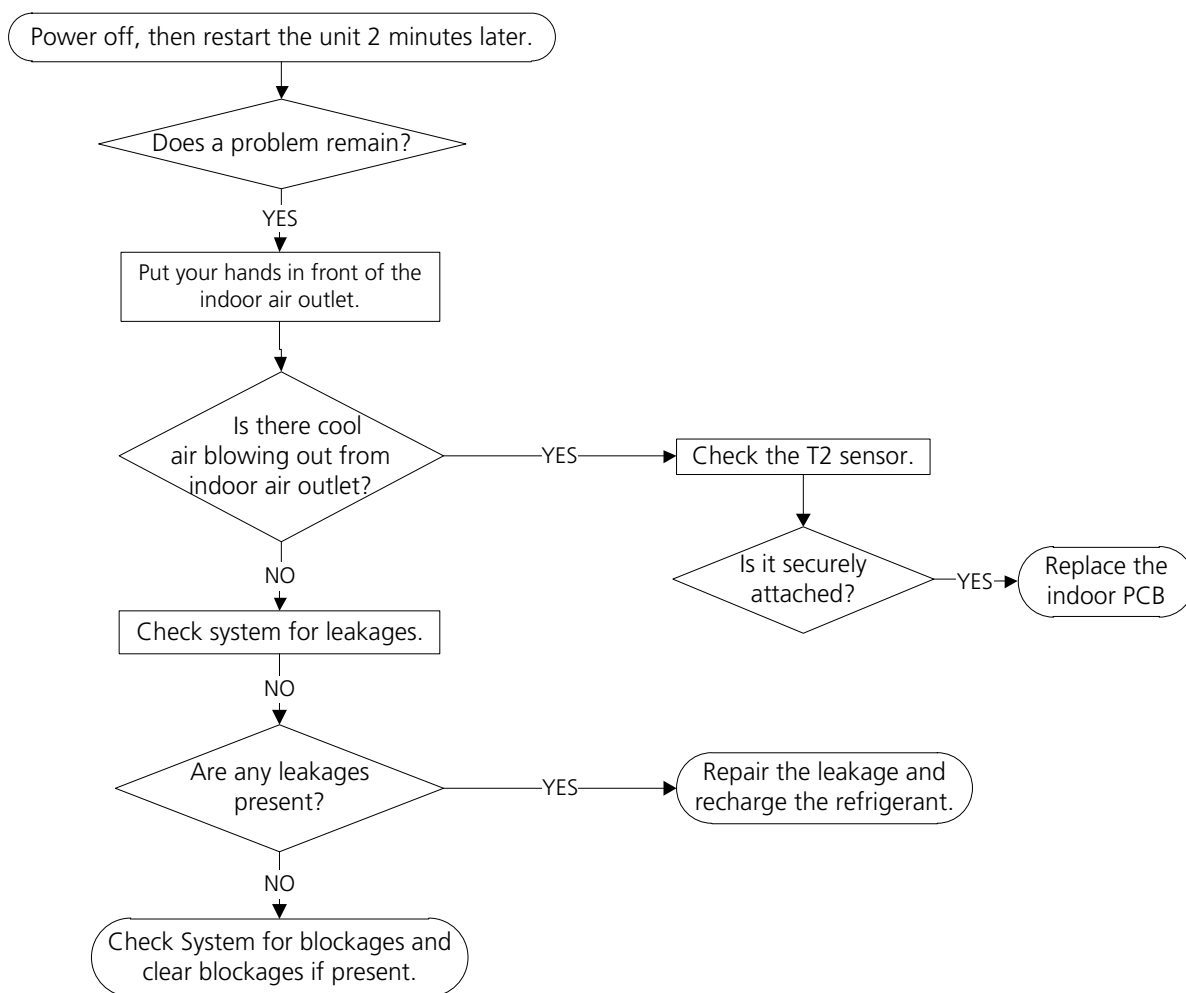 Power off, then restart the unit 2 minutes later.
Does a problem remain?
YES
Put your hands in front of the
indoor air outlet.
Is there cool
air blowing out from
indoor air outlet?
YES
Check the T2 sensor.
Is it securely
attached?
YES
Replace the
indoor PCB
NO
Check system for leakages.
NO
Are any leakages
present?
YES
Repair the leakage and
recharge the refrigerant.
NO
Check System for blockages and
clear blockages if present.